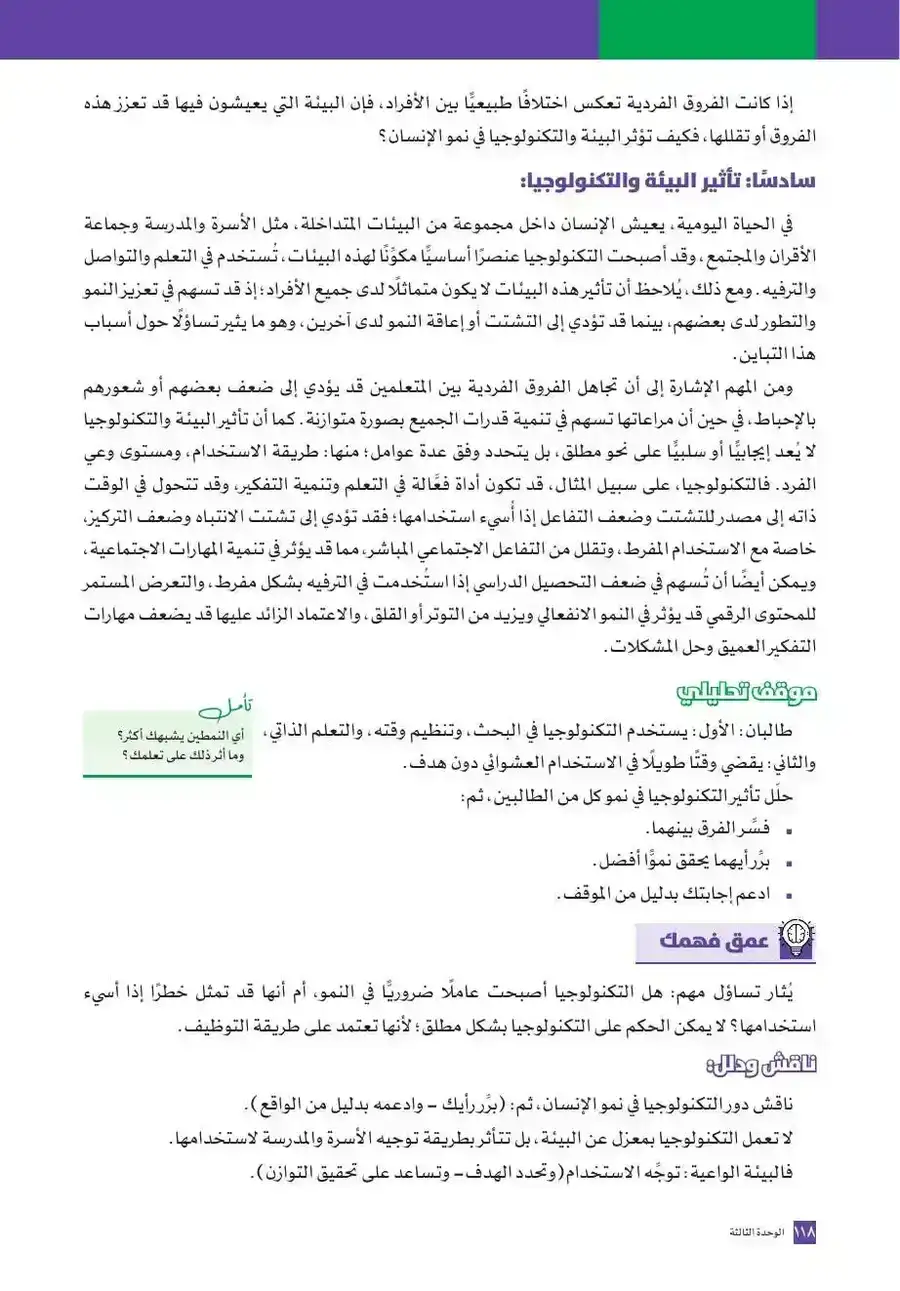 إذا كانت الفروق الفردية تعكس اختلافًا طبيعيًّا بين الأفراد، فإن البيئة التي يعيشون فيها قد تعزز هذه
الفروق أو تقللها، فكيف تؤثر البيئة والتكنولوجيا في نمو الإنسان؟
سادسًا: تأثير البيئة والتكنولوجيا:
في الحياة اليومية، يعيش الإنسان داخل مجموعة من البيئات المتداخلة، مثل الأسرة والمدرسة وجماعة
الأقران والمجتمع، وقد أصبحت التكنولوجيا عنصرًا أساسيًّا مكوِّنًا لهذه البيئات، تُستخدم في التعلم والتواصل
والترفيه. ومع ذلك، يُلاحظ أن تأثير هذه البيئات لا يكون متماثلًا لدى جميع الأفراد؛ إذ قد تسهم في تعزيز النمو
والتطور لدى بعضهم، بينما قد تؤدي إلى التشتت أو إعاقة النمو لدى آخرين، وهو ما يثير تساؤلًا حول أسباب
هذا التباين.
ومن المهم الإشارة إلى أن تجاهل الفروق الفردية بين المتعلمين قد يؤدي إلى ضعف بعضهم أو شعورهم
بالإحباط، في حين أن مراعاتها تسهم في تنمية قدرات الجميع بصورة متوازنة. كما أن تأثير البيئة والتكنولوجيا
لا يُعد إيجابيًّا أو سلبيًّا على نحو مطلق، بل يتحدد وفق عدة عوامل؛ منها: طريقة الاستخدام، ومستوى وعي
الفرد. فالتكنولوجيا، على سبيل المثال، قد تكون أداة فعَّالة في التعلم وتنمية التفكير، وقد تتحول في الوقت
ذاته إلى مصدر للتشتت وضعف التفاعل إذا أُسيء استخدامها؛ فقد تؤدي إلى تشتت الانتباه وضعف التركيز،
خاصة مع الاستخدام المفرط، وتقلل من التفاعل الاجتماعي المباشر، مما قد يؤثر في تنمية المهارات الاجتماعية،
ويمكن أيضًا أن تُسهم في ضعف التحصيل الدراسي إذا استُخدمت في الترفيه بشكل مفرط، والتعرض المستمر
للمحتوى الرقمي قد يؤثر في النمو الانفعالي ويزيد من التوتر أو القلق، والاعتماد الزائد عليها قد يضعف مهارات
التفكير العميق وحل المشكلات.
موقف تحليلي
طالبان: الأول: يستخدم التكنولوجيا في البحث، وتنظيم وقته، والتعلم الذاتي،
والثاني: يقضي وقتًا طويلًا في الاستخدام العشوائي دون هدف.
تأمل
أي النمطين يشبهك أكثر؟
وما أثر ذلك على تعلمك؟
حلّل تأثير التكنولوجيا في نمو كل من الطالبين، ثم:
▪ فسِّر الفرق بينهما.
▪ برِّر أيهما يحقق نموًّا أفضل.
▪ ادعم إجابتك بدليل من الموقف.
عمق فهمك
يُثار تساؤل مهم: هل التكنولوجيا أصبحت عاملًا ضروريًّا في النمو، أم أنها قد تمثل خطرًا إذا أسيء
استخدامها؟ لا يمكن الحكم على التكنولوجيا بشكل مطلق؛ لأنها تعتمد على طريقة التوظيف.
ناقش ودلل:
ناقش دور التكنولوجيا في نمو الإنسان، ثم: (برِّر رأيك – وادعمه بدليل من الواقع).
لا تعمل التكنولوجيا بمعزل عن البيئة، بل تتأثر بطريقة توجيه الأسرة والمدرسة لاستخدامها.
فالبيئة الواعية: توجِّه الاستخدام (وتحدد الهدف– وتساعد على تحقيق التوازن).
١١٨ الوحدة الثالثة